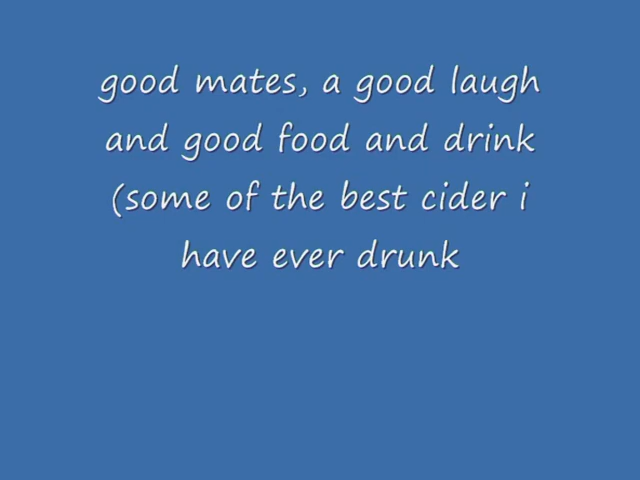 good mates, a good laugh
and good food and drink
(some of the best cider i
have ever drunk